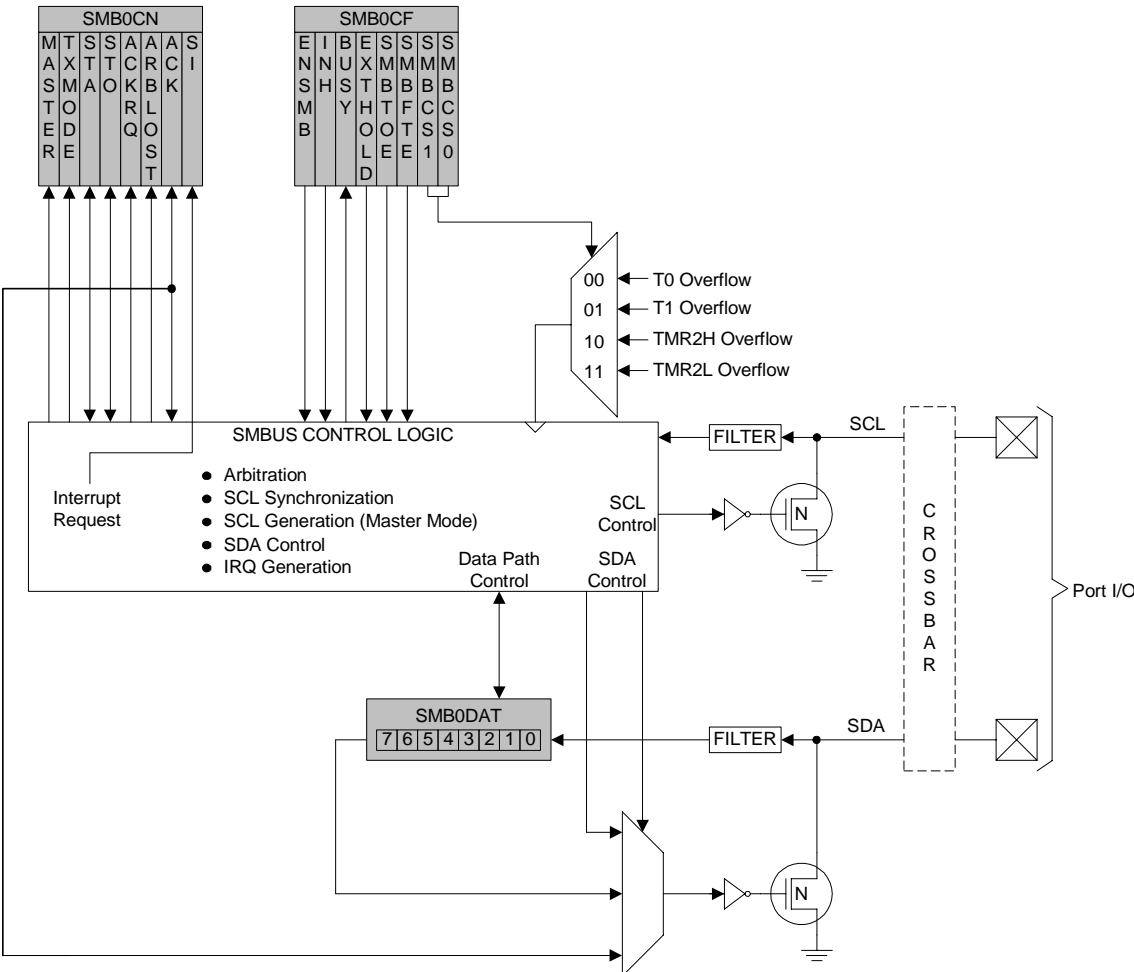 SMB0CN
SMB0CF
MASTER
TXMODE
STA
STO
ACKRQ
ARBLOST
ACK
SI
ENSMB
INH
BUSY
EXTHOLD
SMBTOE
SMBFTE
SMBCS1
SMBCS0
00
T0 Overflow
01
T1 Overflow
10
TMR2H Overflow
11
TMR2L Overflow
SMBUS CONTROL LOGIC
Arbitration
SCL Synchronization
SCL Generation (Master Mode)
SDA Control
IRQ Generation
Interrupt
Request
SCL
Control
Data Path
Control
SDA
Control
FILTER
SCL
N
CROSSBAR
Port I/O
SMB0DAT
7 6 5 4 3 2 1 0
FILTER
SDA
N